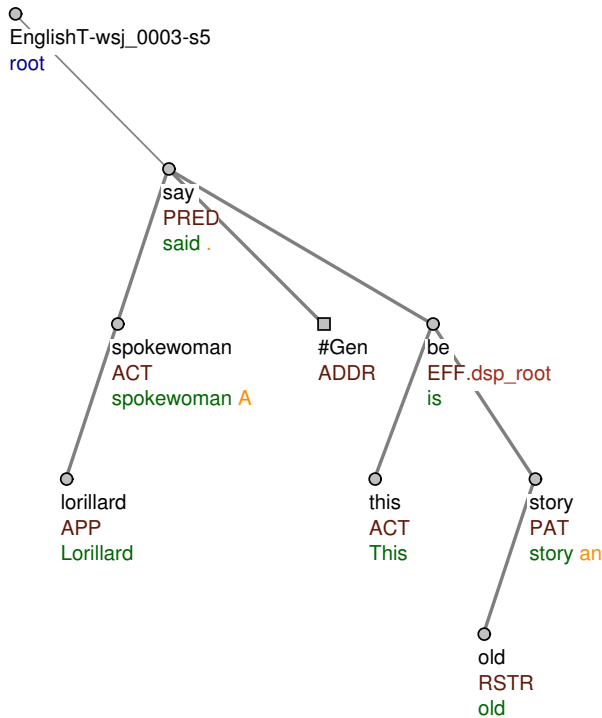 EnglishT-wsj_0003-s5
root
say
PRED
said .
spokewoman
ACT
spokewoman A
#Gen
ADDR
be
EFF.dsp_root
is
lorillard
APP
Lorillard
this
ACT
This
story
PAT
story an
old
RSTR
old